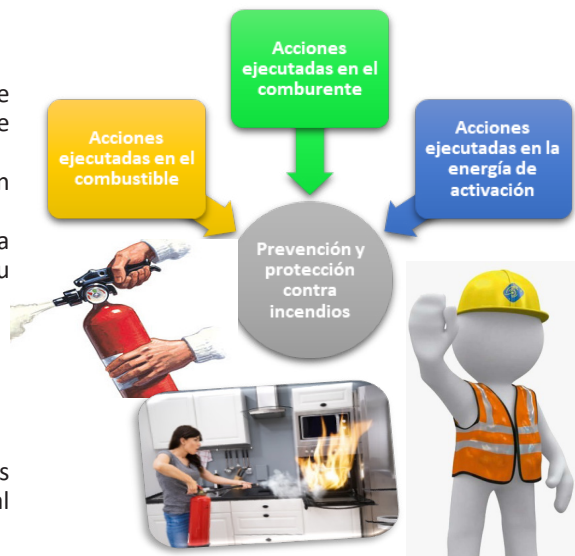 Acciones
ejecutadas en el
comburente
Acciones
ejecutadas en el
combustible
Acciones
ejecutadas en la
energía de
activación
Prevención y
protección
contra
incendios
e
e
n
a
u
s
al